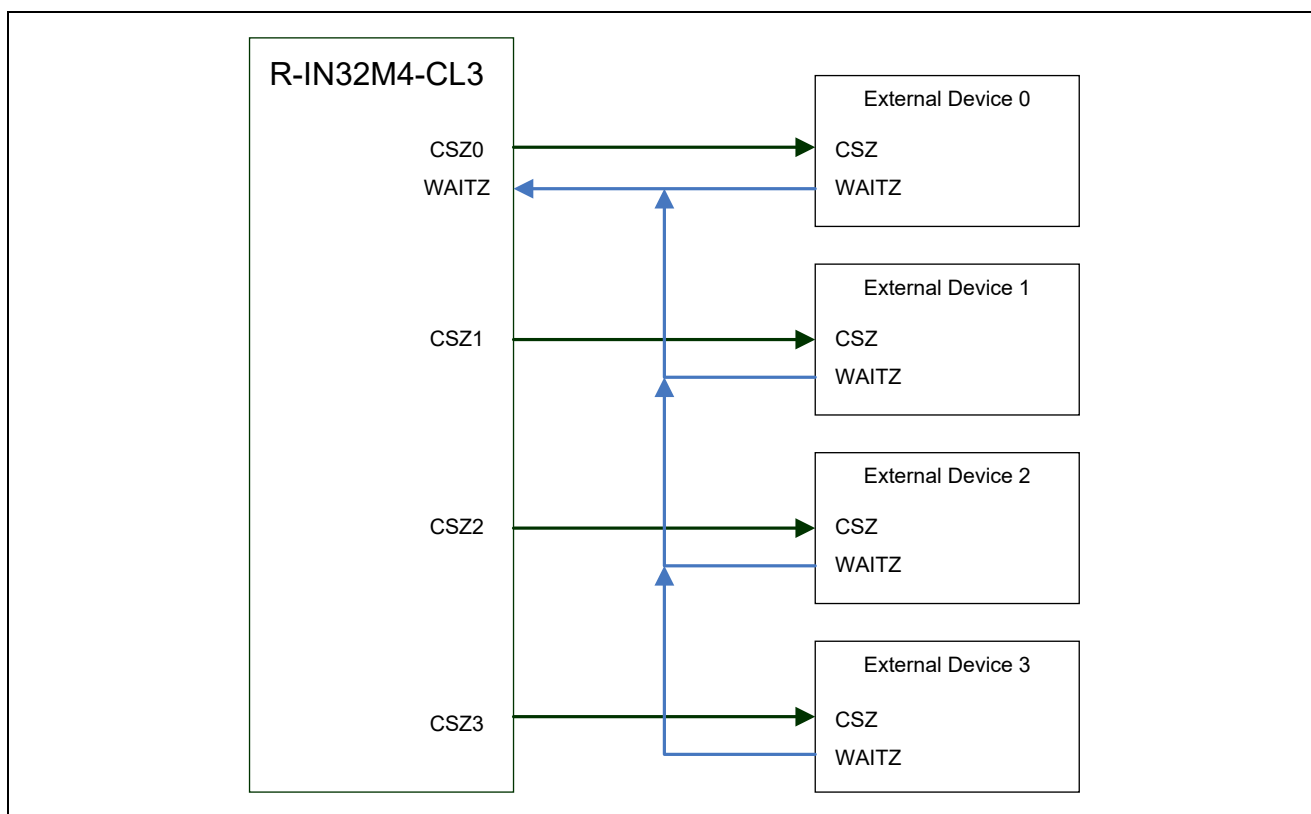 R-IN32M4-CL3
CSZ0
WAITZ
CSZ1
CSZ2
CSZ3
External Device 0
CSZ
WAITZ
External Device 1
CSZ
WAITZ
External Device 2
CSZ
WAITZ
External Device 3
CSZ
WAITZ